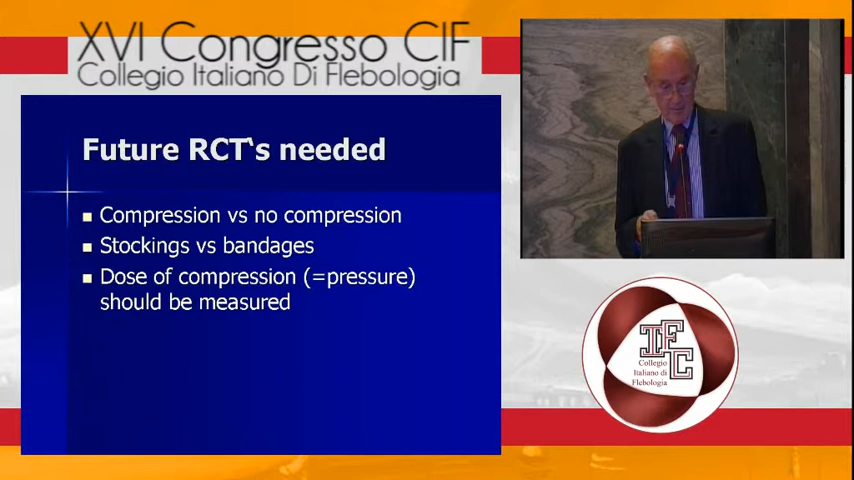 XVI Congresso CIF
Collegio Italiano Di Flebologia
Future RCT‘s needed
Compression vs no compression
Stockings vs bandages
Dose of compression (=pressure)
should be measured
Collegio
Italiano di
Flebologia